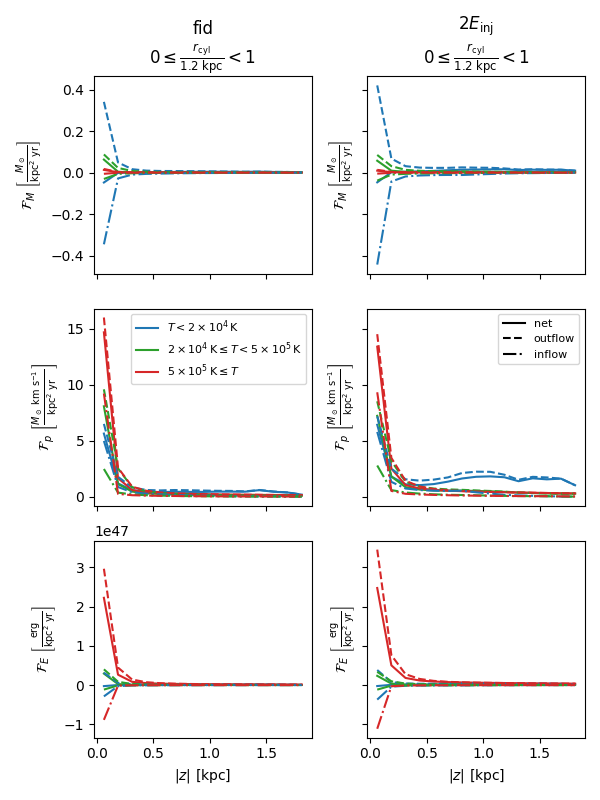 fid
0 ≤ r_cyl / 1.2 kpc < 1
2E_inj
0 ≤ r_cyl / 1.2 kpc < 1
0.4
0.2
0.0
−0.2
−0.4
ℱ_M [M_⊙ / kpc² yr]
ℱ_M [M_⊙ / kpc² yr]
15
10
5
0
ℱ_p [M_⊙ km s⁻¹ / kpc² yr]
T < 2 × 10⁴ K
2 × 10⁴ K ≤ T < 5 × 10⁵ K
5 × 10⁵ K ≤ T
ℱ_p [M_⊙ km s⁻¹ / kpc² yr]
net
outflow
inflow
1e47
3
2
1
0
−1
ℱ_E [erg / kpc² yr]
ℱ_E [erg / kpc² yr]
0.0 0.5 1.0 1.5
|z| [kpc]
0.0 0.5 1.0 1.5
|z| [kpc]